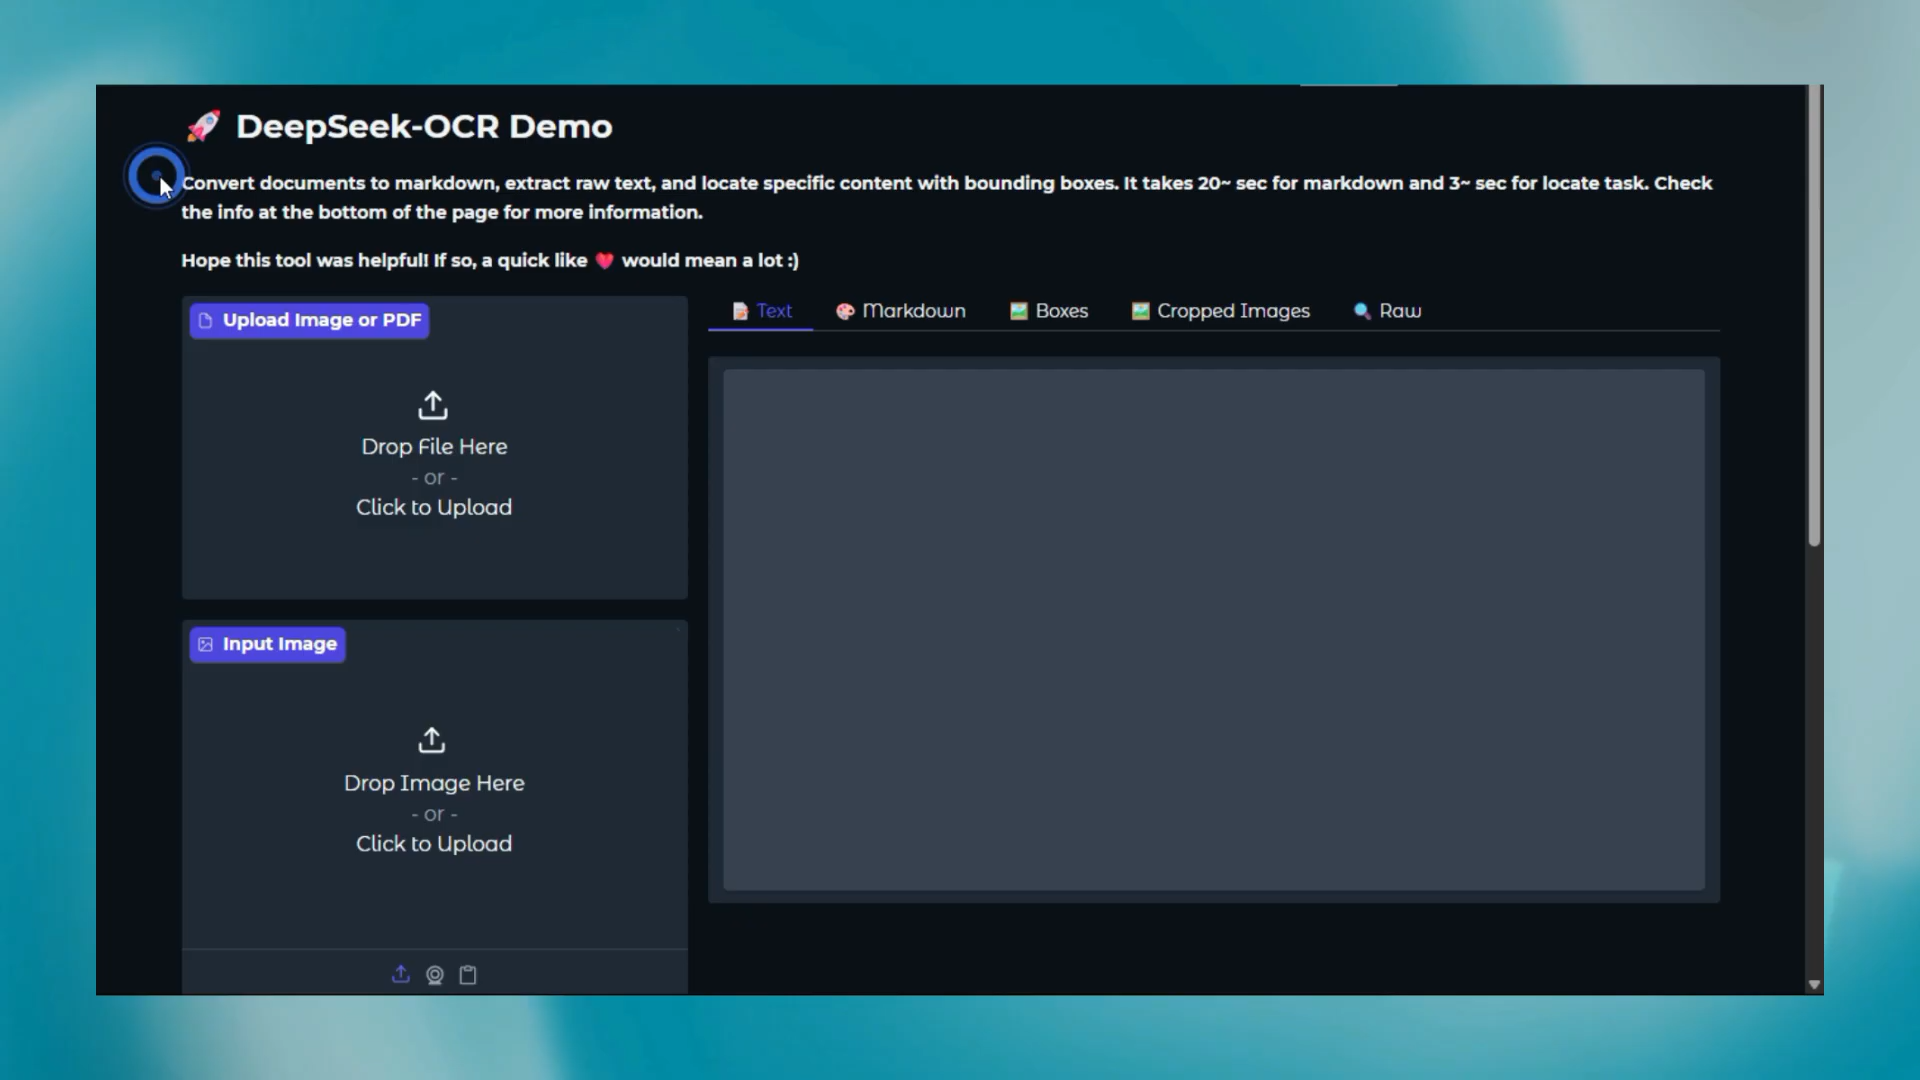 🚀 DeepSeek-OCR Demo
Convert documents to markdown, extract raw text, and locate specific content with bounding boxes. It takes 20~ sec for markdown and 3~ sec for locate task. Check
the info at the bottom of the page for more information.
Hope this tool was helpful! If so, a quick like ❤️ would mean a lot :)
Upload Image or PDF
Drop File Here
- or -
Click to Upload
Input Image
Drop Image Here
- or -
Click to Upload
Text Markdown Boxes Cropped Images Raw